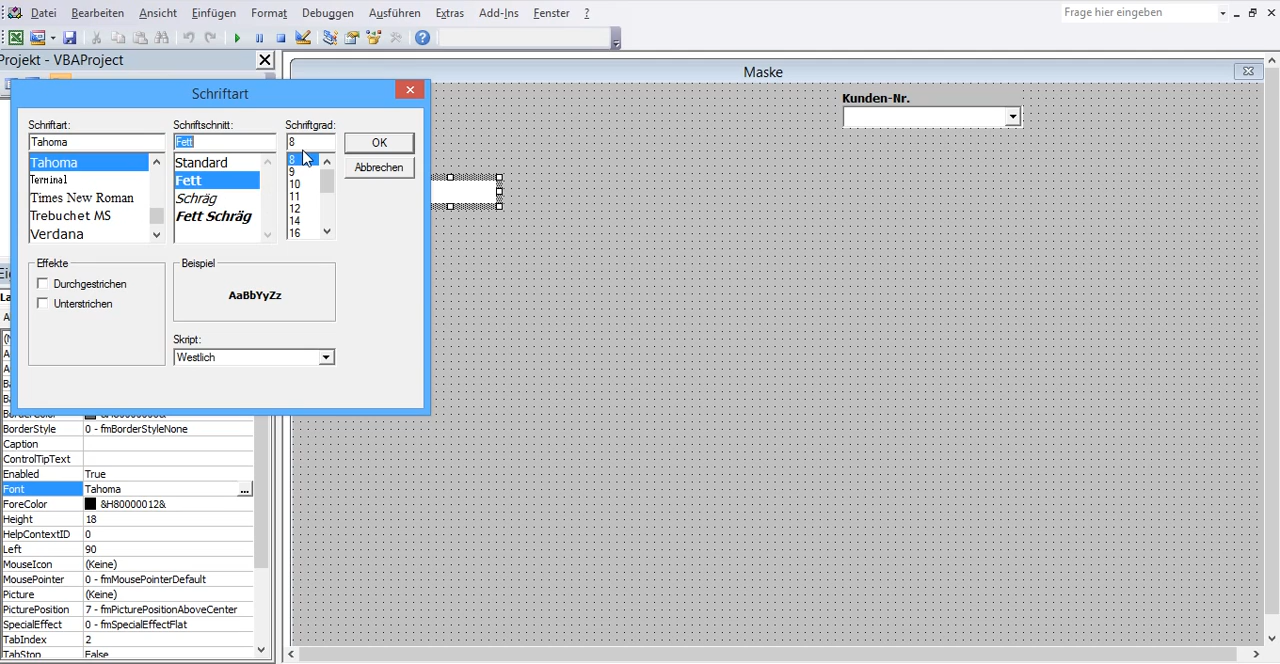 Datei Bearbeiten Ansicht Einfügen Format Debuggen Ausführen Extras Add-Ins Fenster ?
Frage hier eingeben
Projekt - VBAProject
Maske
Kunden-Nr.
Schriftart
Schriftart:
Schriftschnitt:
Schriftgrad:
Tahoma
Fett
8
OK
Abbrechen
Tahoma
Terminal
Times New Roman
Trebuchet MS
Verdana
Standard
Fett
Schräg
Fett Schräg
8
9
10
11
12
14
16
Effekte
Durchgestrichen
Unterstrichen
Beispiel
AaBbYyZz
Skript:
Westlich
BorderStyle 0 - fmBorderStyleNone
Caption
ControlTipText
Enabled True
Font Tahoma ...
ForeColor &H80000012&
Height 18
HelpContextID 0
Left 90
MouseIcon (Keine)
MousePointer 0 - fmMousePointerDefault
Picture (Keine)
PicturePosition 7 - fmPicturePositionAboveCenter
SpecialEffect 0 - fmSpecialEffectFlat
TabIndex 2
TabStop False